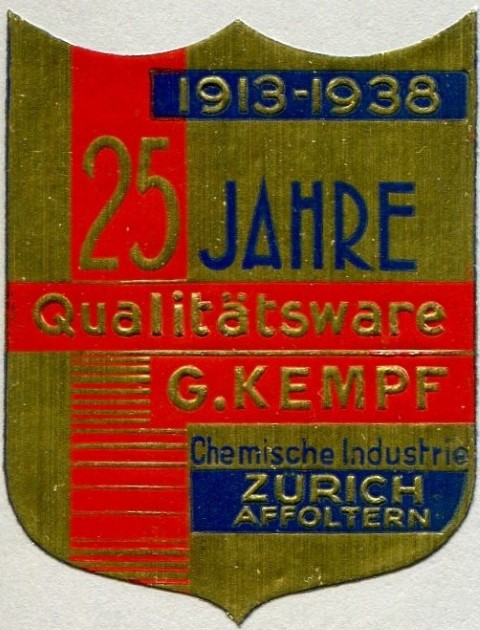 1913-1938
25 JAHRE
Qualitätsware
G.KEMPF
Chemische Industrie
ZÜRICH
AFFOLTERN